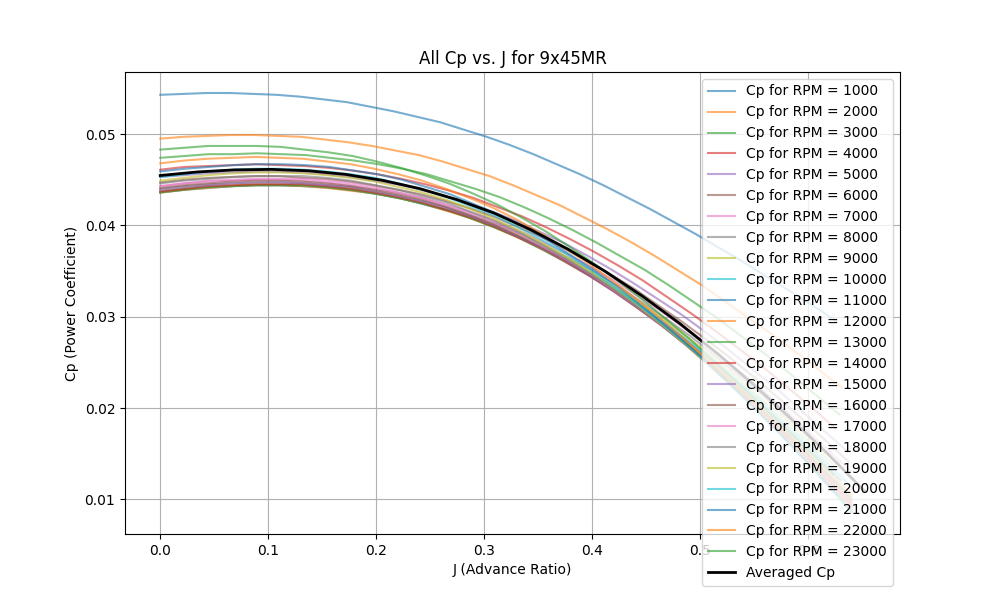 All Cp vs. J for 9x45MR
Cp (Power Coefficient)
0.05
0.04
0.03
0.02
0.01
0.0
0.1
0.2
0.3
0.4
0.5
J (Advance Ratio)
Cp for RPM = 1000
Cp for RPM = 2000
Cp for RPM = 3000
Cp for RPM = 4000
Cp for RPM = 5000
Cp for RPM = 6000
Cp for RPM = 7000
Cp for RPM = 8000
Cp for RPM = 9000
Cp for RPM = 10000
Cp for RPM = 11000
Cp for RPM = 12000
Cp for RPM = 13000
Cp for RPM = 14000
Cp for RPM = 15000
Cp for RPM = 16000
Cp for RPM = 17000
Cp for RPM = 18000
Cp for RPM = 19000
Cp for RPM = 20000
Cp for RPM = 21000
Cp for RPM = 22000
Cp for RPM = 23000
Averaged Cp